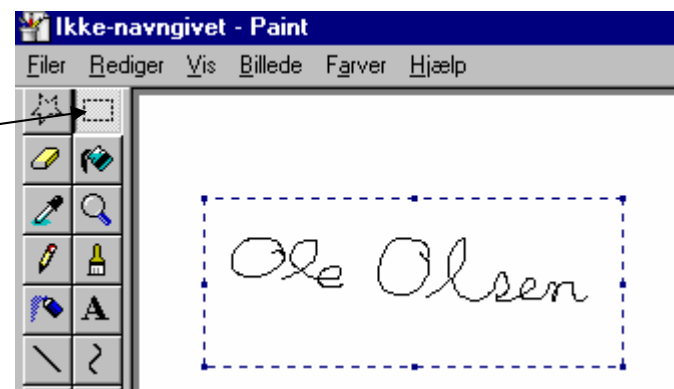 Ikke-navngivet - Paint
Filer Rediger Vis Billede Farver Hjælp
A
Ole Olsen